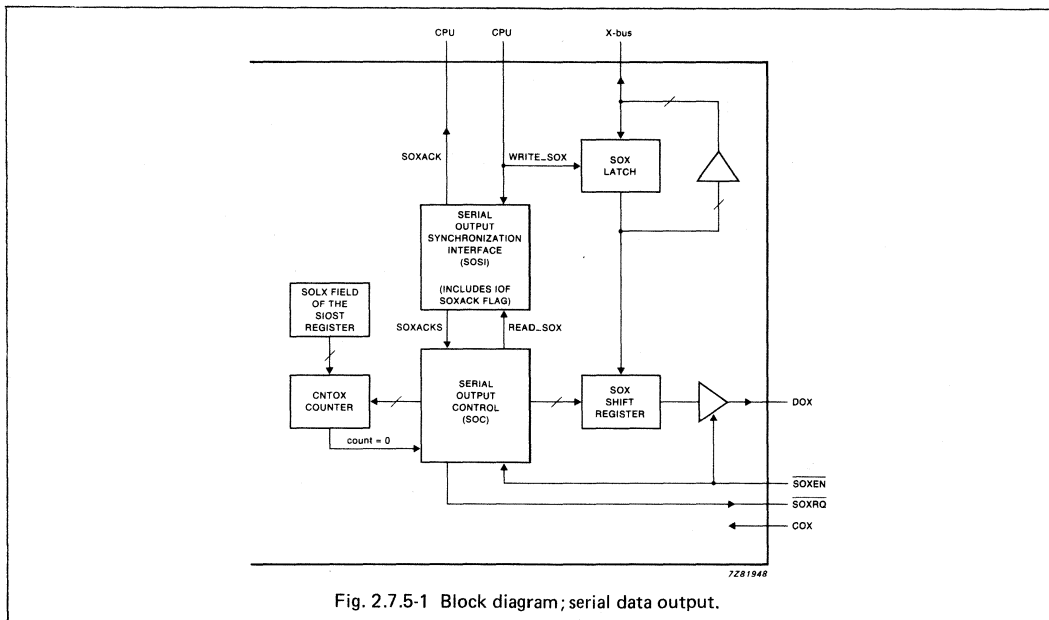 CPU
CPU
X-bus
SOXACK
WRITE_SOX
SOX
LATCH
SERIAL
OUTPUT
SYNCHRONIZATION
INTERFACE
(SOSI)
(INCLUDES IOF
SOXACK FLAG)
SOLX FIELD
OF THE
SIOST
REGISTER
SOXACKS
READ_SOX
CNTOX
COUNTER
SERIAL
OUTPUT
CONTROL
(SOC)
SOX
SHIFT
REGISTER
DOX
count = 0
SOXEN
SOXRQ
COX
7Z81948
Fig. 2.7.5-1 Block diagram; serial data output.